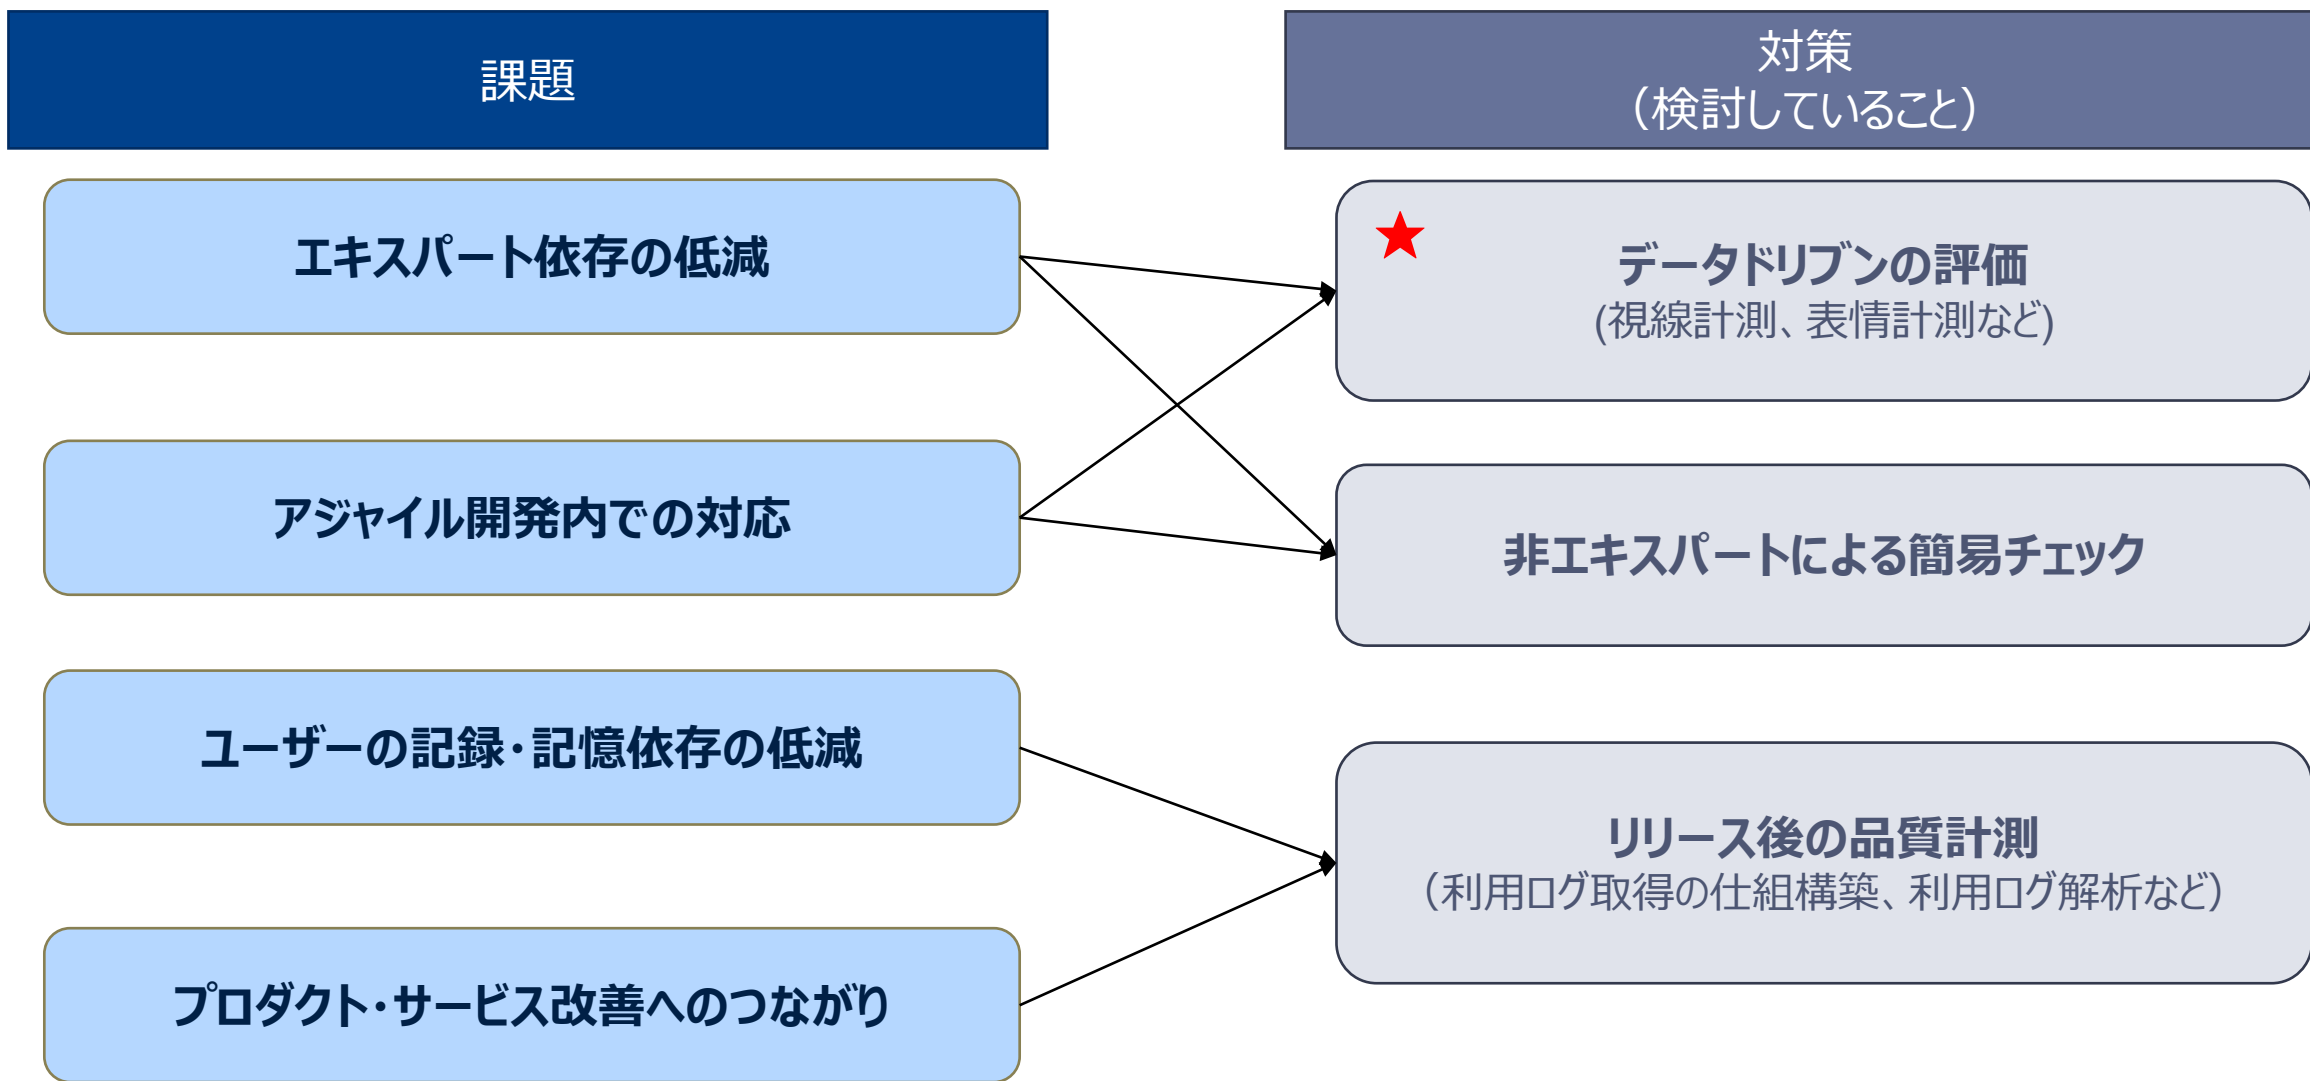 課題
エキスパート依存の低減
アジャイル開発内での対応
ユーザーの記録・記憶依存の低減
プロダクト・サービス改善へのつながり
対策
（検討していること）
データドリブンの評価
(視線計測、表情計測など)
非エキスパートによる簡易チェック
リリース後の品質計測
（利用ログ取得の仕組構築、利用ログ解析など）